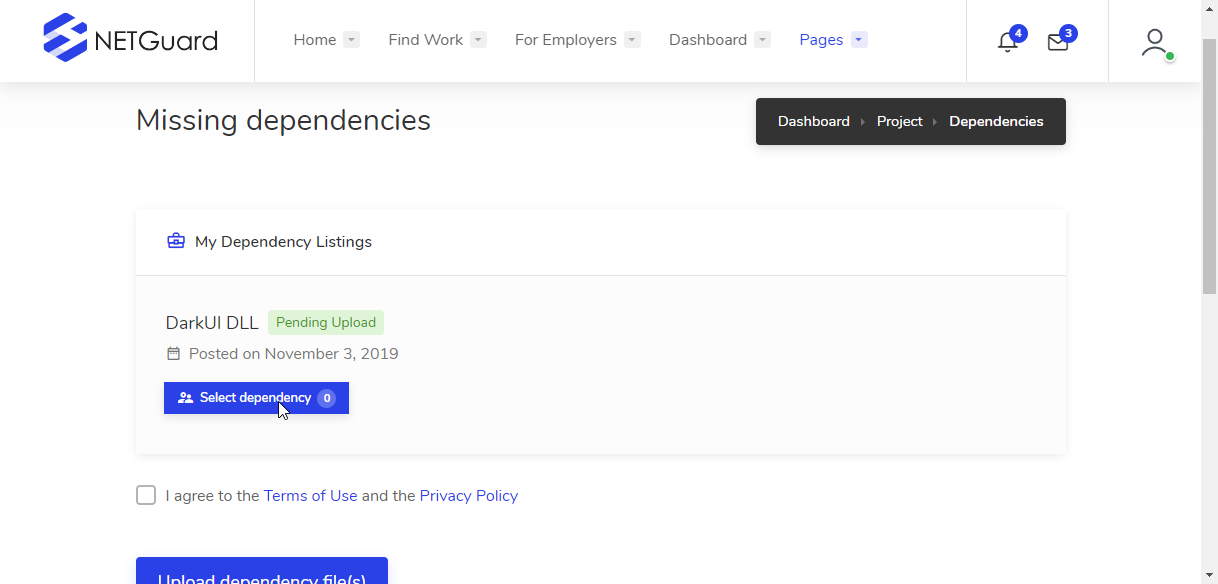 NETGuard
Home Find Work For Employers Dashboard Pages 4 3
Missing dependencies
Dashboard Project Dependencies
My Dependency Listings
DarkUI DLL Pending Upload
Posted on November 3, 2019
Select dependency 0
I agree to the Terms of Use and the Privacy Policy
Upload dependency file(s)